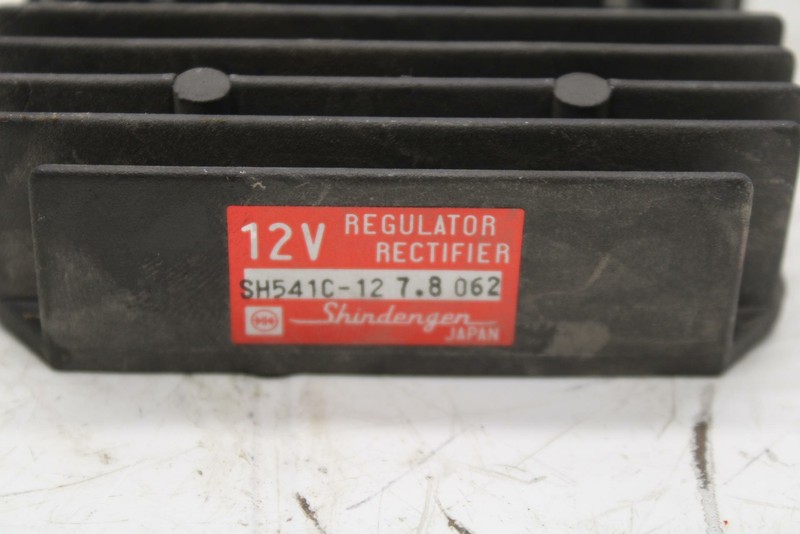 12V REGULATOR
RECTIFIER
SH541C-12 7.8 062
Shindengen
JAPAN